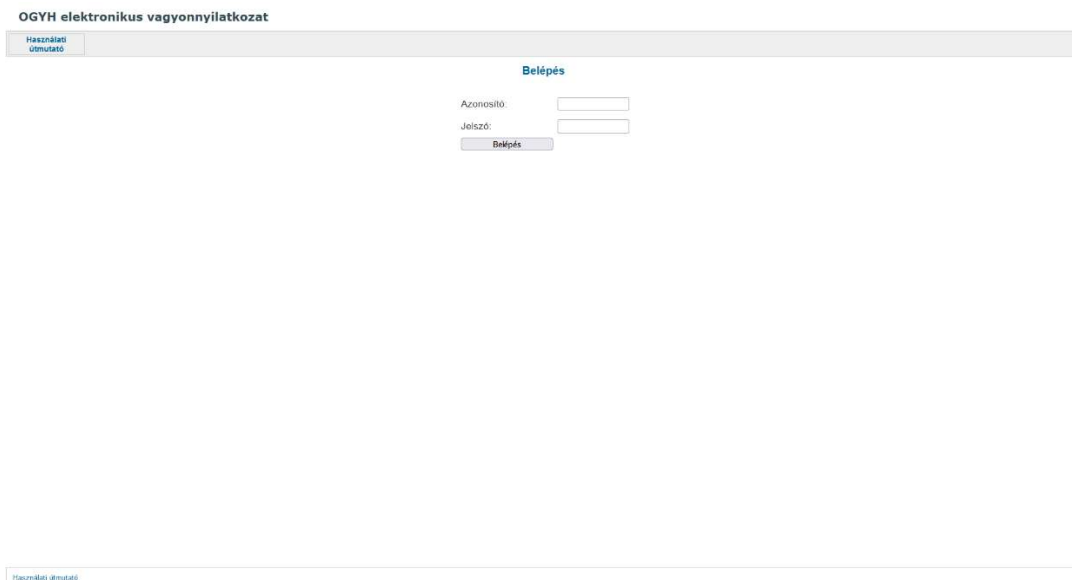 OGYH elektronikus vagyonnyilatkozat
Használati
útmutató
Belépés
Azonosító:
Jelszó:
Belépés
Használati útmutató